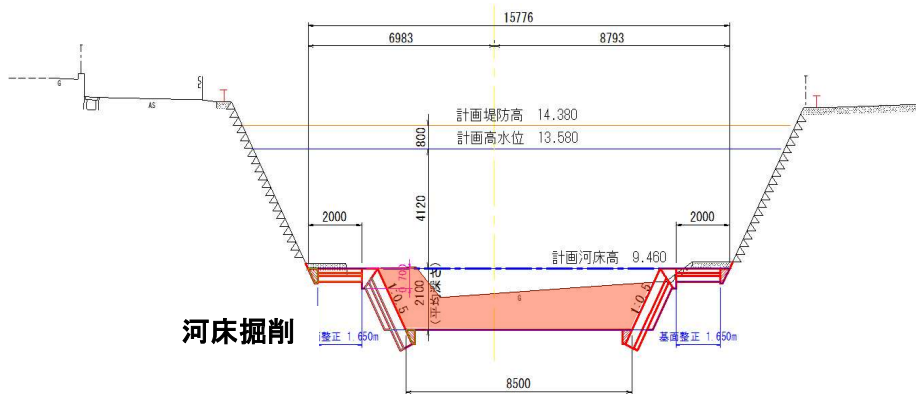 15776
6983
8793
G
AS
計画堤防高 14.380
800
計画高水位 13.580
4120
2000
2000
計画河床高 9.460
0.700
2100
(平均深さ)
1:0.5
1:0.5
G
河床掘削
整正 1.650m
基面整正 1.650m
8500